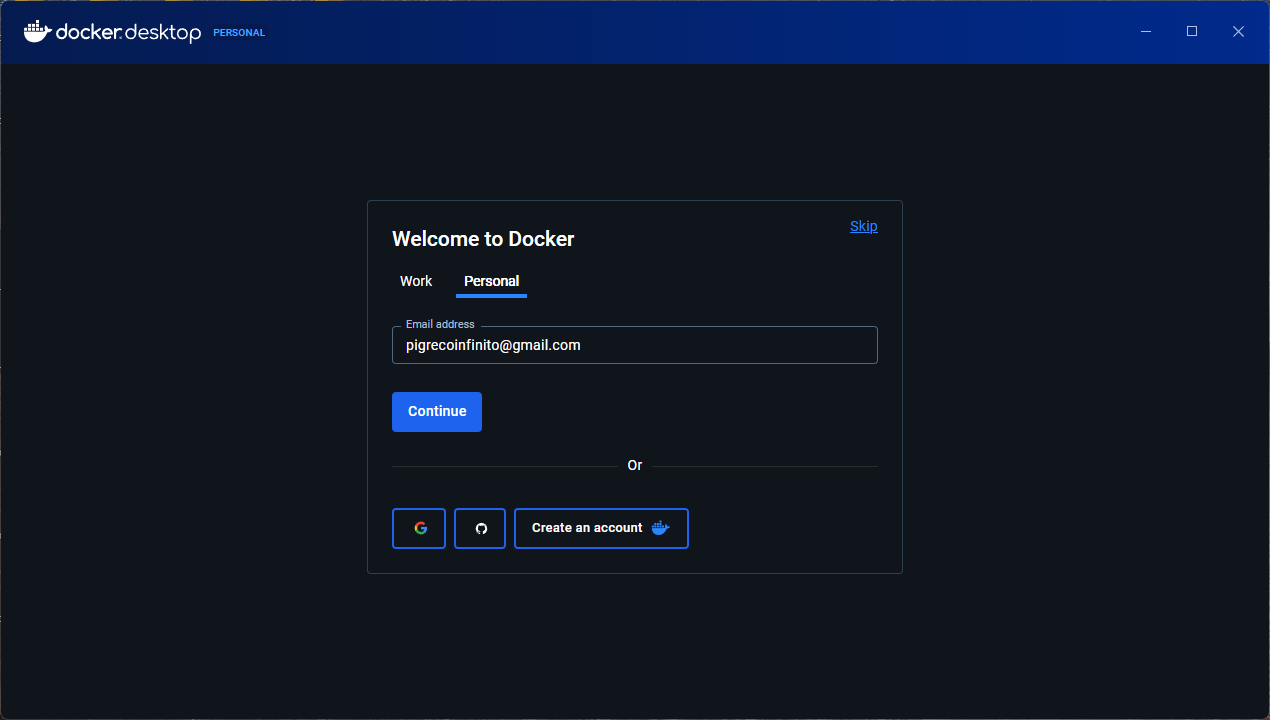 docker.desktop PERSONAL
Skip
Welcome to Docker
Work Personal
Email address
pigrecoinfinito@gmail.com
Continue
Or
Create an account